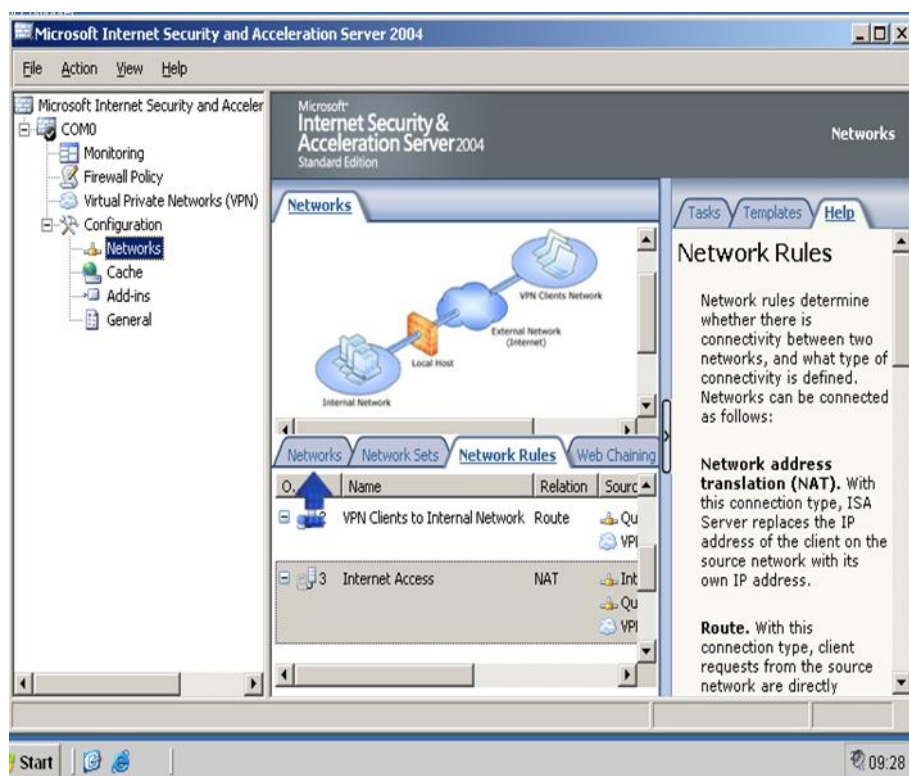 Microsoft Internet Security and Acceleration Server 2004
File Action View Help
Microsoft Internet Security and Acceler
COM0
Monitoring
Firewall Policy
Virtual Private Networks (VPN)
Configuration
Networks
Cache
Add-ins
General
Microsoft
Internet Security &
Acceleration Server 2004
Standard Edition
Networks
Networks
VPN Clients Network
External Network
(Internet)
Local Host
Internal Network
Networks Network Sets Network Rules Web Chaining
O. Name Relation Sourc
2 VPN Clients to Internal Network Route Qu
VPI
3 Internet Access NAT Int
Qu
VPI
Tasks Templates Help
Network Rules
Network rules determine
whether there is
connectivity between two
networks, and what type of
connectivity is defined.
Networks can be connected
as follows:
Network address
translation (NAT). With
this connection type, ISA
Server replaces the IP
address of the client on the
source network with its
own IP address.
Route. With this
connection type, client
requests from the source
network are directly
Start
09:28